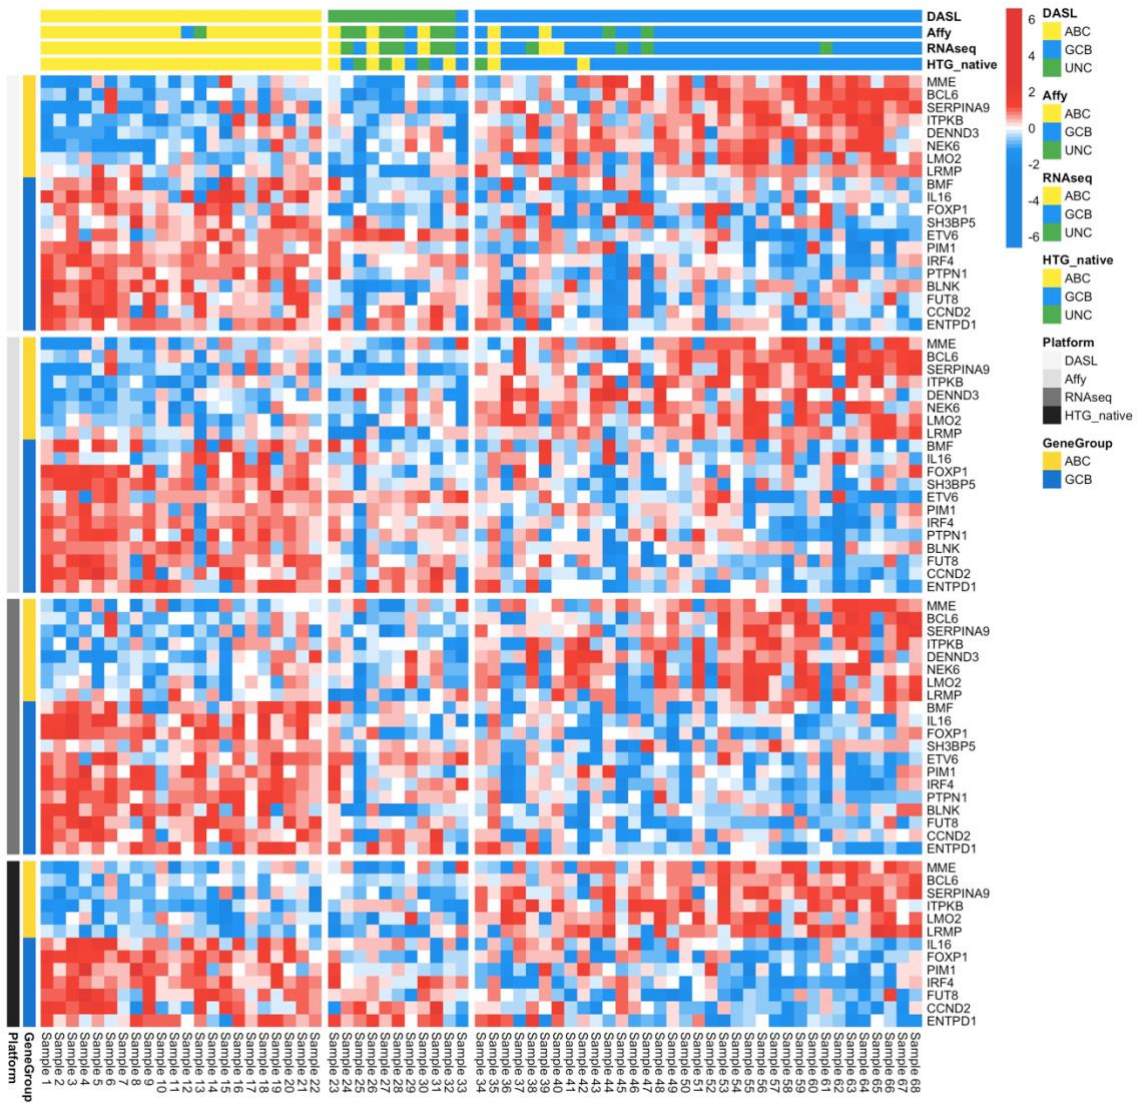 DASL
Affy
RNAseq
HTG_native
MME
BCL6
SERPINA9
ITPKB
DENND3
NEK6
LMO2
LRMP
BMF
IL16
FOXP1
SH3BP5
ETV6
PIM1
IRF4
PTPN1
BLNK
FUT8
CCND2
ENTPD1
MME
BCL6
SERPINA9
ITPKB
DENND3
NEK6
LMO2
LRMP
BMF
IL16
FOXP1
SH3BP5
ETV6
PIM1
IRF4
PTPN1
BLNK
FUT8
CCND2
ENTPD1
MME
BCL6
SERPINA9
ITPKB
DENND3
NEK6
LMO2
LRMP
BMF
IL16
FOXP1
SH3BP5
ETV6
PIM1
IRF4
PTPN1
BLNK
FUT8
CCND2
ENTPD1
MME
BCL6
SERPINA9
ITPKB
LMO2
LRMP
IL16
FOXP1
PIM1
IRF4
FUT8
CCND2
ENTPD1
Platform
GeneGroup
Sample 1
Sample 2
Sample 3
Sample 4
Sample 5
Sample 6
Sample 7
Sample 8
Sample 9
Sample 10
Sample 11
Sample 12
Sample 13
Sample 14
Sample 15
Sample 16
Sample 17
Sample 18
Sample 19
Sample 20
Sample 21
Sample 22
Sample 23
Sample 24
Sample 25
Sample 26
Sample 27
Sample 28
Sample 29
Sample 30
Sample 31
Sample 32
Sample 33
Sample 34
Sample 35
Sample 36
Sample 37
Sample 38
Sample 39
Sample 40
Sample 41
Sample 42
Sample 43
Sample 44
Sample 45
Sample 46
Sample 47
Sample 48
Sample 49
Sample 50
Sample 51
Sample 52
Sample 53
Sample 54
Sample 55
Sample 56
Sample 57
Sample 58
Sample 59
Sample 60
Sample 61
Sample 62
Sample 63
Sample 64
Sample 65
Sample 66
Sample 67
Sample 68
6
4
2
0
-2
-4
-6
DASL
ABC
GCB
UNC
Affy
ABC
GCB
UNC
RNAseq
ABC
GCB
UNC
HTG_native
ABC
GCB
UNC
Platform
DASL
Affy
RNAseq
HTG_native
GeneGroup
ABC
GCB